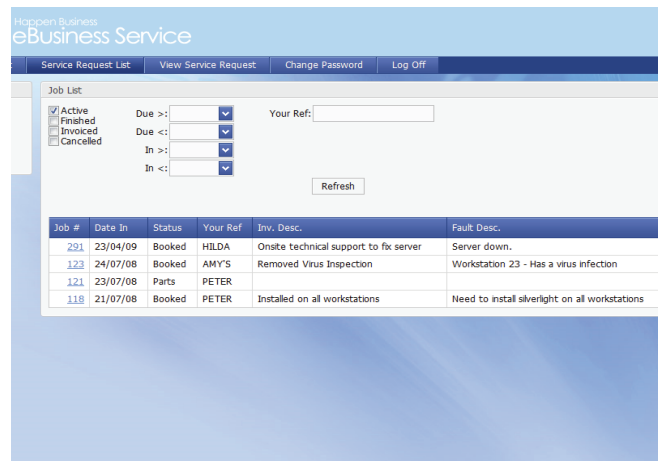 Happen Business
eBusiness Service
Service Request List View Service Request Change Password Log Off
Job List
Active Due >: Your Ref:
Finished
Invoiced Due <:
Cancelled
In >:
In <:
Refresh
Job # Date In Status Your Ref Inv. Desc. Fault Desc.
291 23/04/09 Booked HILDA Onsite technical support to fix server Server down.
123 24/07/08 Booked AMY'S Removed Virus Inspection Workstation 23 - Has a virus infection
121 23/07/08 Parts PETER
118 21/07/08 Booked PETER Installed on all workstations Need to install silverlight on all workstations